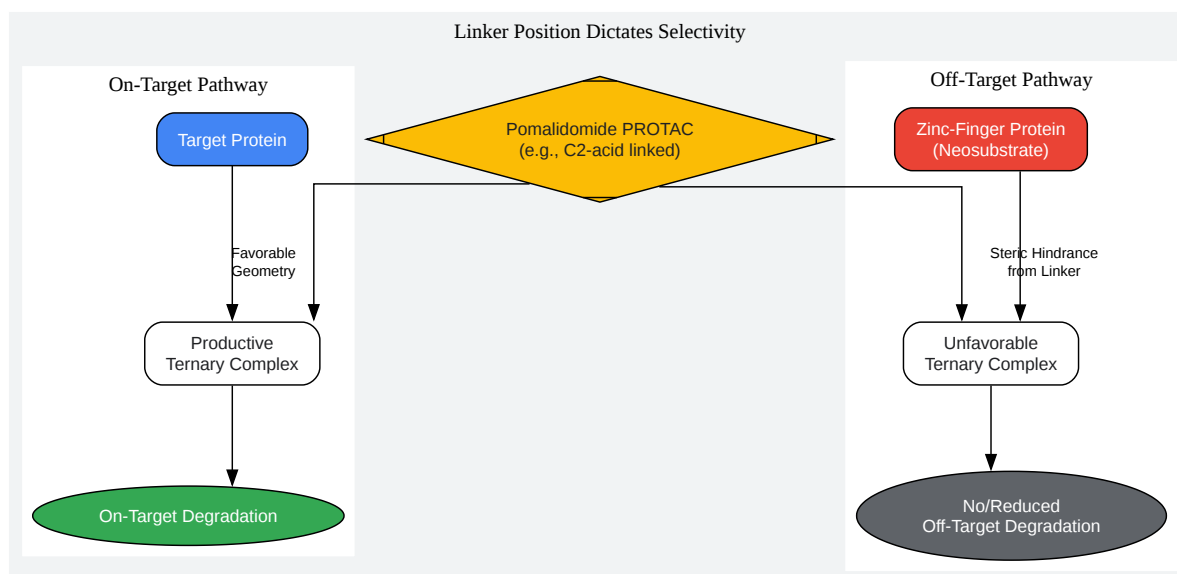 Linker Position Dictates Selectivity
On-Target Pathway
Target Protein
Favorable
Geometry
Productive
Ternary Complex
On-Target Degradation
Pomalidomide PROTAC
(e.g., C2-acid linked)
Off-Target Pathway
Zinc-Finger Protein
(Neosubstrate)
Steric Hindrance
from Linker
Unfavorable
Ternary Complex
No/Reduced
Off-Target Degradation